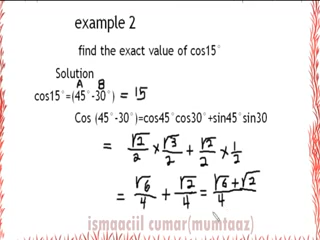 example 2
find the exact value of cos15°
Solution
A B
cos15°=(45°-30°) = 15
Cos (45°-30°)=cos45°cos30°+sin45°sin30
= √2/2 × √3/2 + √2/2 × 1/2
= √6/4 + √2/4 = √6+√2/4
ismaaciil cumar(mumtaaz)